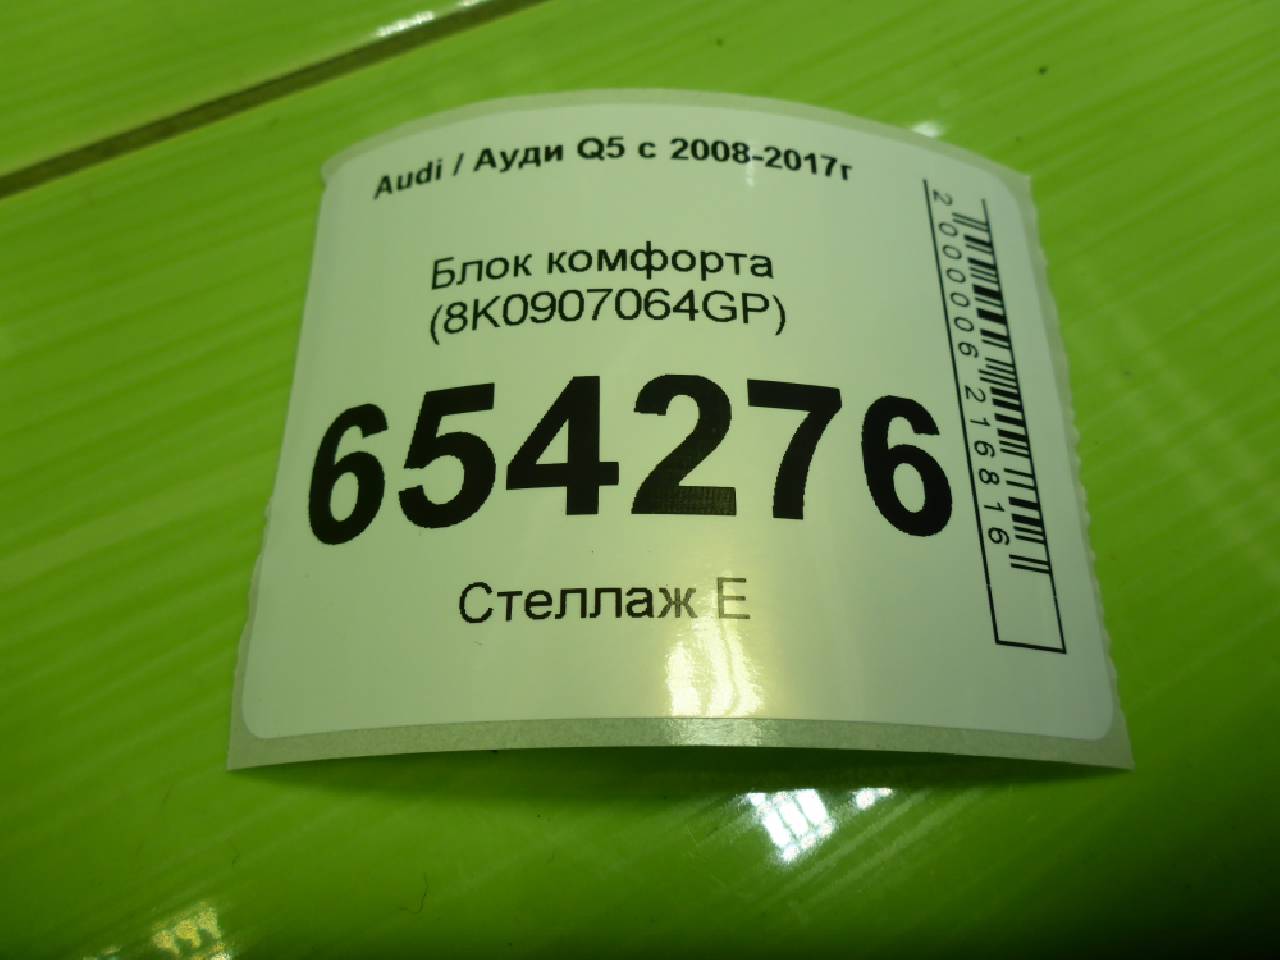 Audi / Ауди Q5 с 2008-2017г
Блок комфорта
(8K0907064GP)
654276
Стеллаж Е
2000006216816